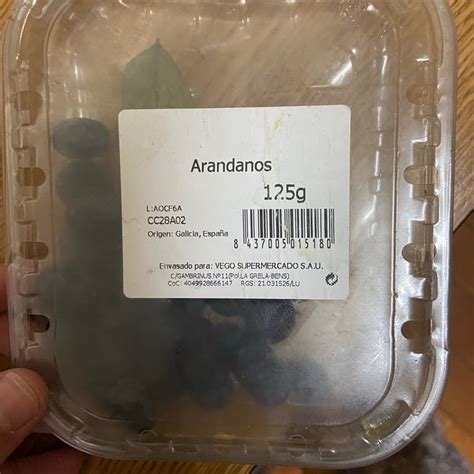 Arandanos
125g
L:AOCF6A
CC28A02
Origen: Galicia, España
8 437005 015180
Envasado para: VEGO SUPERMERCADO S.A.U.
C/GAMBRINUS Nº11(Pol.LA GRELA-BENS)
CoC: 4049928666147 RGS: 21.031526/LU